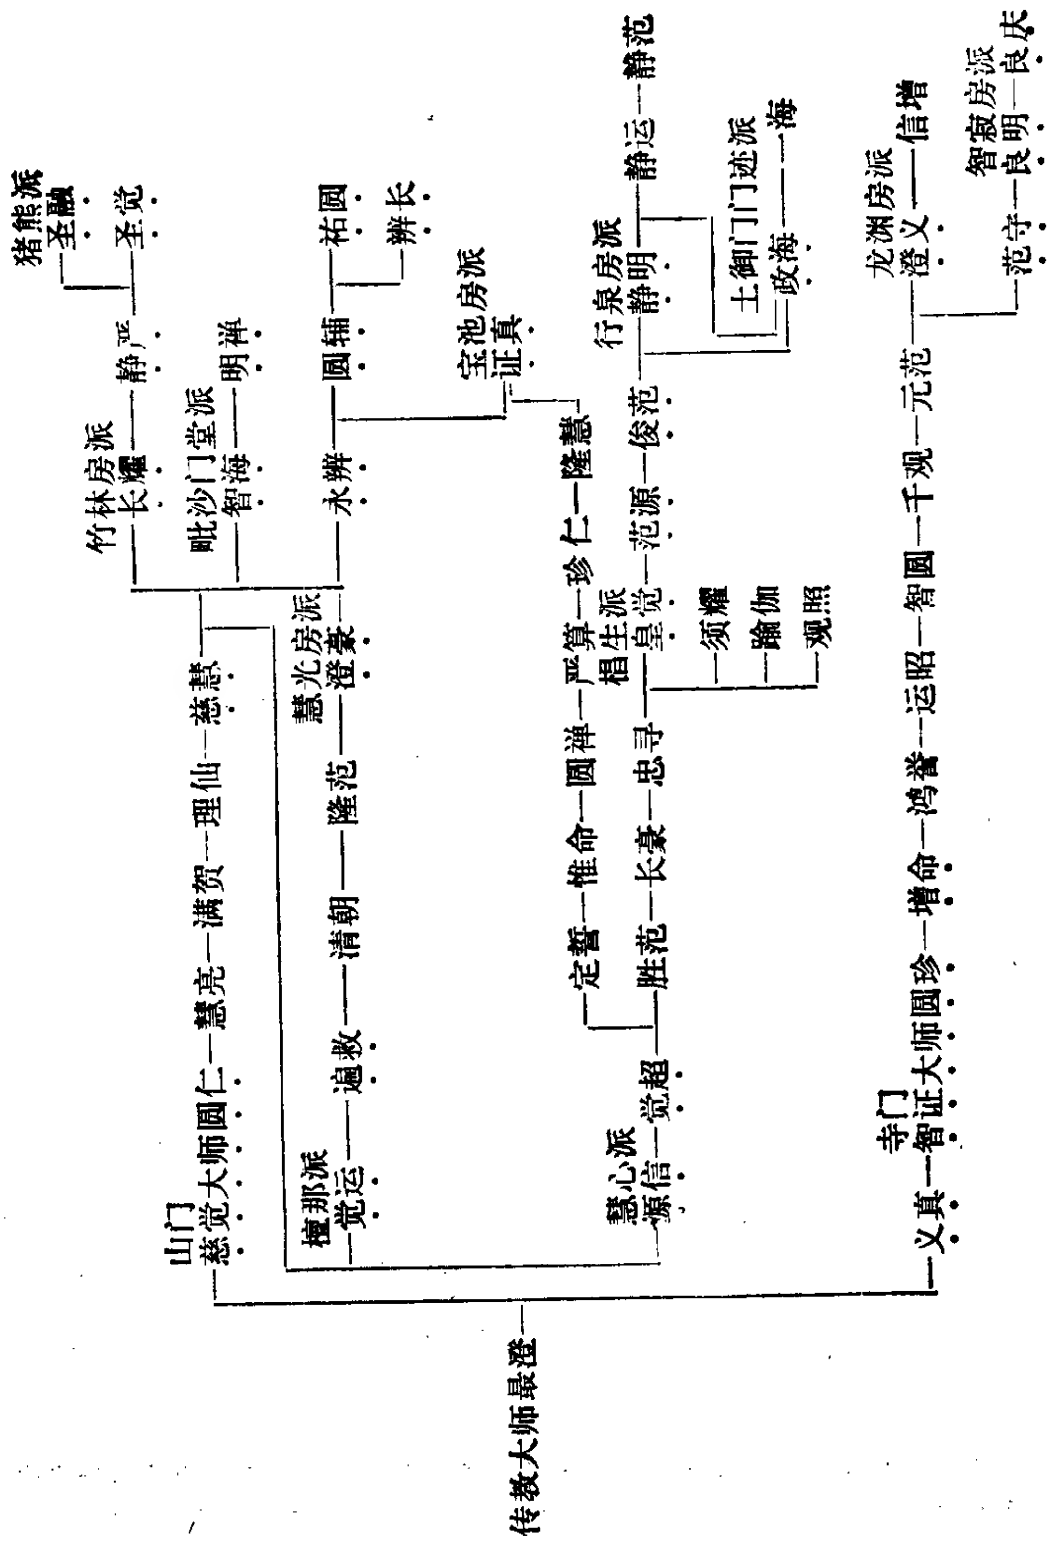 传教大师最澄
山门
慈觉大师圆仁—慧亮—满贺—理仙—慈慧
竹林房派
长耀—静严
猪熊派
圣融
圣觉
毗沙门堂派
智海—明禅
永辨—圆辅
祐圆
辨长
宝池房派
证真
檀那派
觉运—遍救—清朝—隆范
慧光房派
澄豪
慧心派
源信—觉超
定誓—惟命—圆禅—严算—珍仁—隆慧
胜范—长豪—忠寻
椙生派
皇觉—范源—俊范
须耀
踰伽
观照
行泉房派
静明—静运—静范
土御门门迹派
政海—海
寺门
义真—智证大师圆珍—增命—鸿誉—运昭—智圆—千观—元范
龙渊房派
澄义—信增
智寂房派
范守—良明—良庆